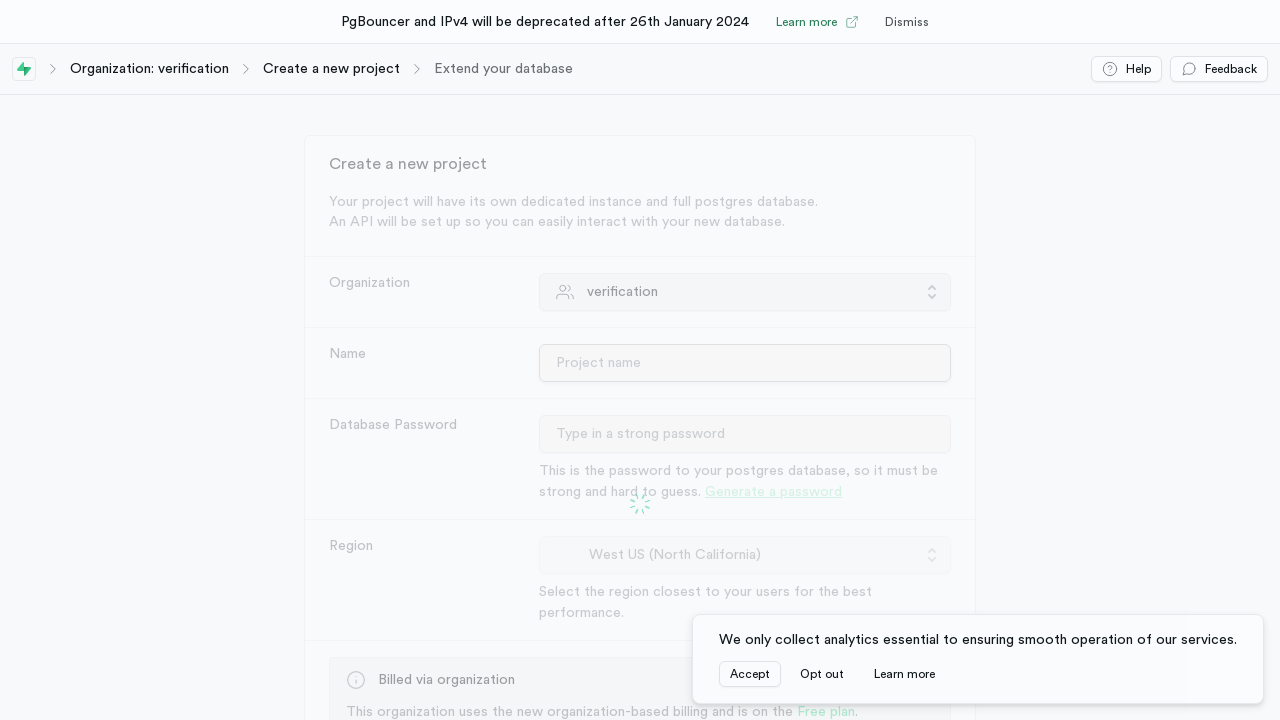 PgBouncer and IPv4 will be deprecated after 26th January 2024 Learn more Dismiss
Organization: verification Create a new project Extend your database Help Feedback
Create a new project
Your project will have its own dedicated instance and full postgres database.
An API will be set up so you can easily interact with your new database.
Organization verification
Name Project name
Database Password Type in a strong password
This is the password to your postgres database, so it must be
strong and hard to guess. Generate a password
Region West US (North California)
Select the region closest to your users for the best
performance.
Billed via organization
This organization uses the new organization-based billing and is on the Free plan.
We only collect analytics essential to ensuring smooth operation of our services.
Accept Opt out Learn more